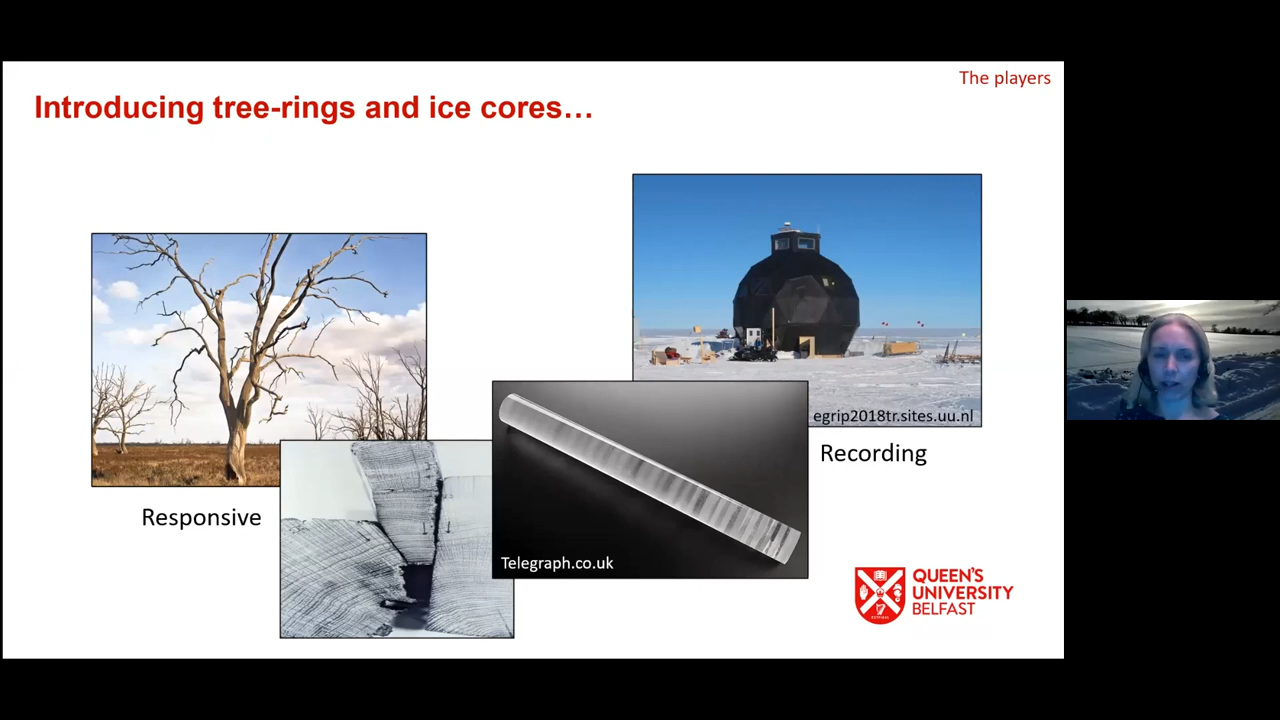 The players
Introducing tree-rings and ice cores…
egrip2018tr.sites.uu.nl
Recording
Responsive
Telegraph.co.uk
QUEEN'S
UNIVERSITY
BELFAST